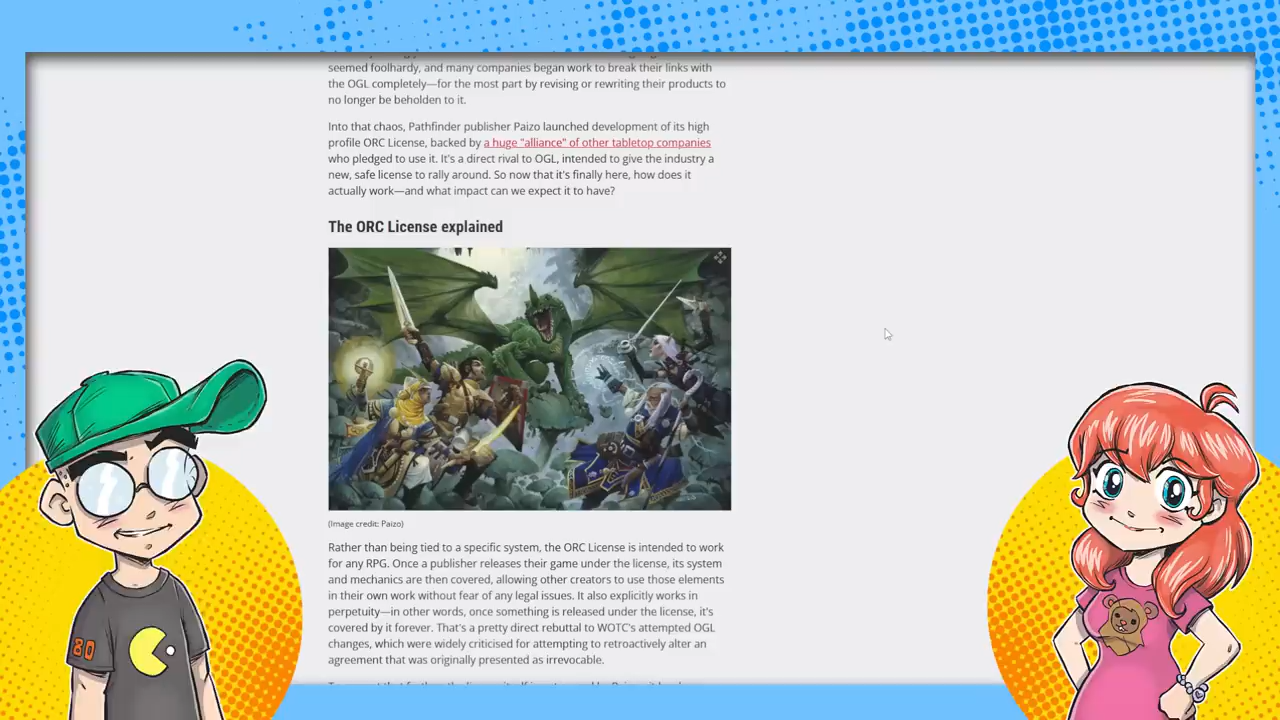 seemed foolhardy, and many companies began work to break their links with
the OGL completely—for the most part by revising or rewriting their products to
no longer be beholden to it.
Into that chaos, Pathfinder publisher Paizo launched development of its high
profile ORC License, backed by a huge "alliance" of other tabletop companies
who pledged to use it. It's a direct rival to OGL, intended to give the industry a
new, safe license to rally around. So now that it's finally here, how does it
actually work—and what impact can we expect it to have?
The ORC License explained
(Image credit: Paizo)
Rather than being tied to a specific system, the ORC License is intended to work
for any RPG. Once a publisher releases their game under the license, its system
and mechanics are then covered, allowing other creators to use those elements
in their own work without fear of any legal issues. It also explicitly works in
perpetuity—in other words, once something is released under the license, it's
covered by it forever. That's a pretty direct rebuttal to WOTC's attempted OGL
changes, which were widely criticised for attempting to retroactively alter an
agreement that was originally presented as irrevocable.
80